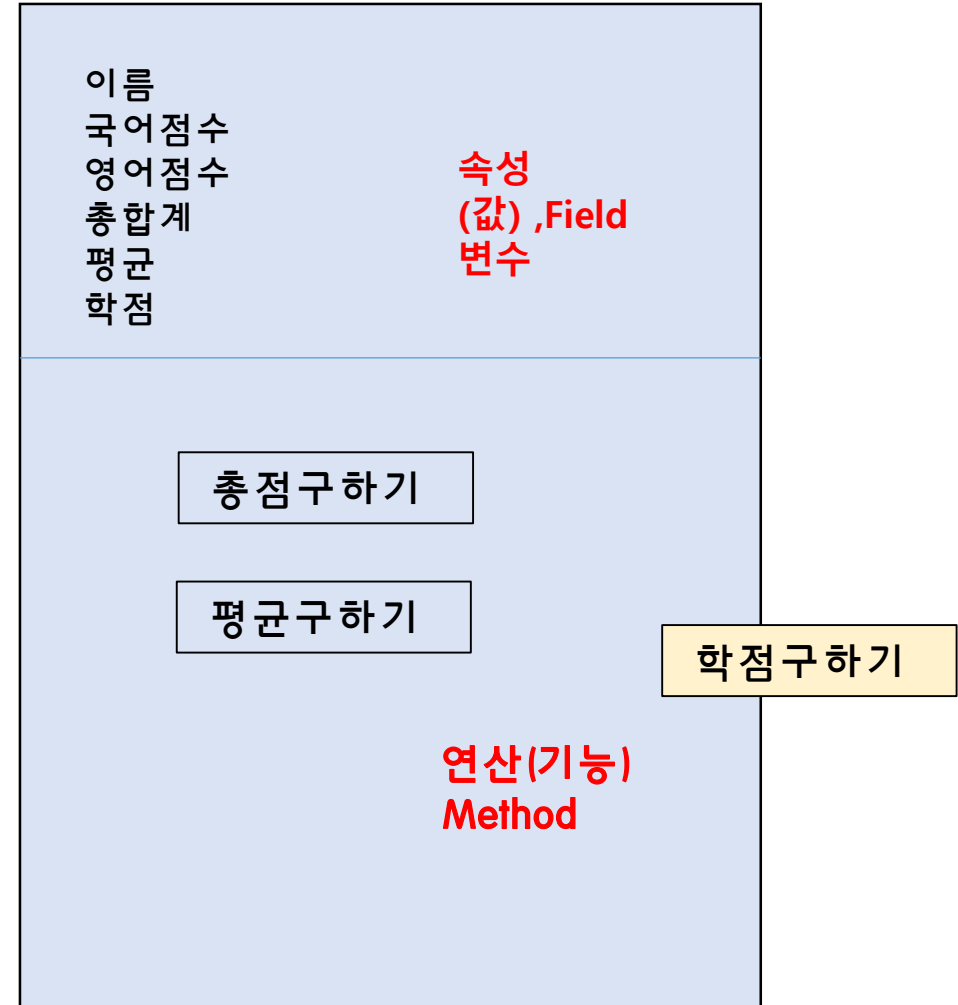 이름
국어점수
영어점수
총합계
평균
학점
속성
(값) ,Field
변수
총점구하기
평균구하기
학점구하기
연산(기능)
Method